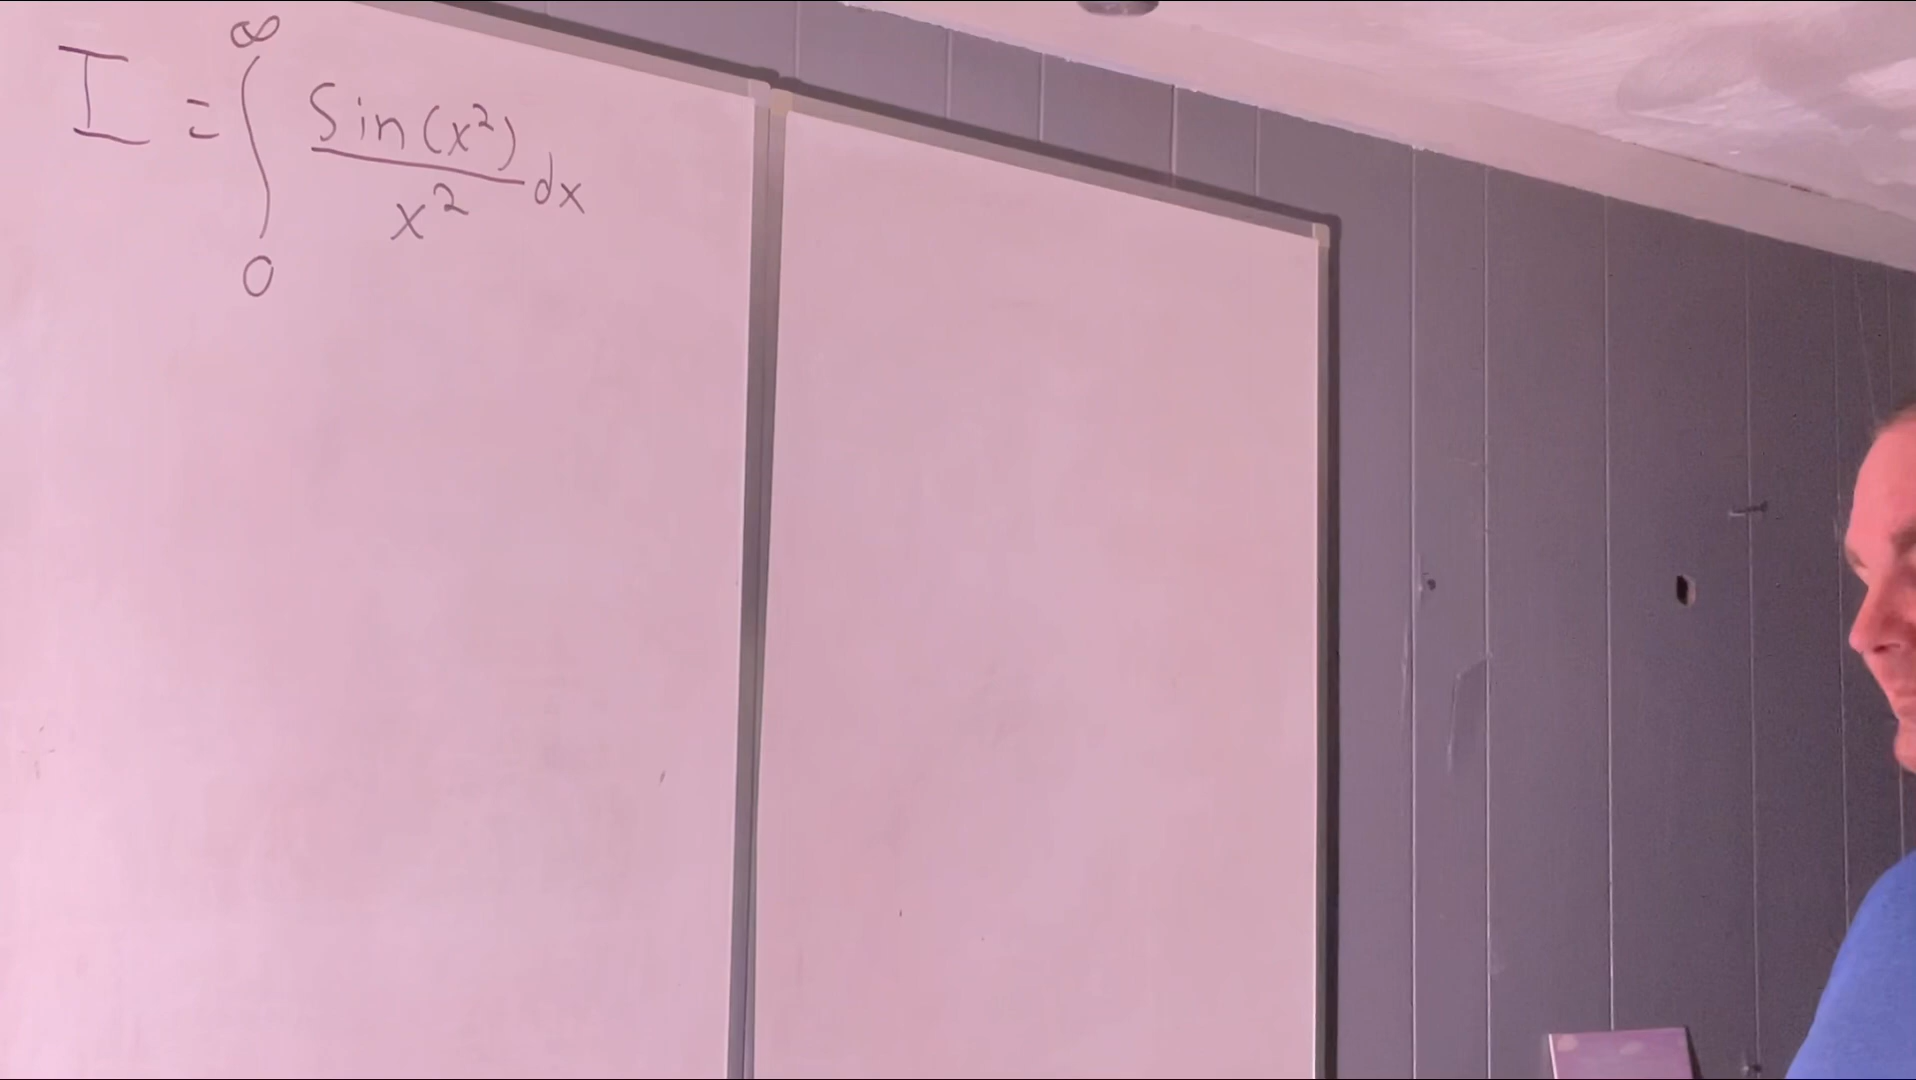 I = ∫₀^∞ Sin(x²)/x² dx